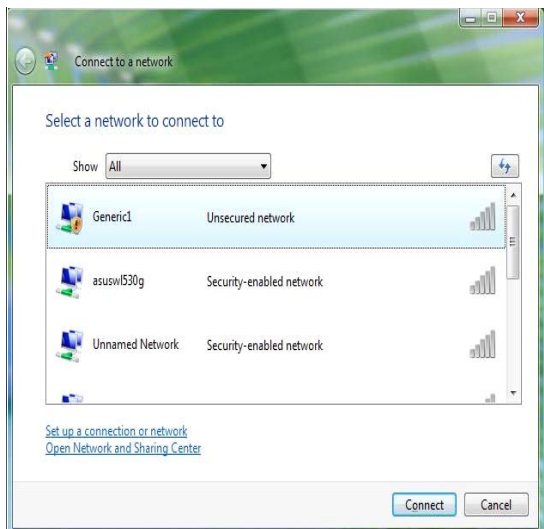 Connect to a network
Select a network to connect to
Show All
Generic1 Unsecured network
asuswl530g Security-enabled network
Unnamed Network Security-enabled network
Set up a connection or network
Open Network and Sharing Center
Connect Cancel